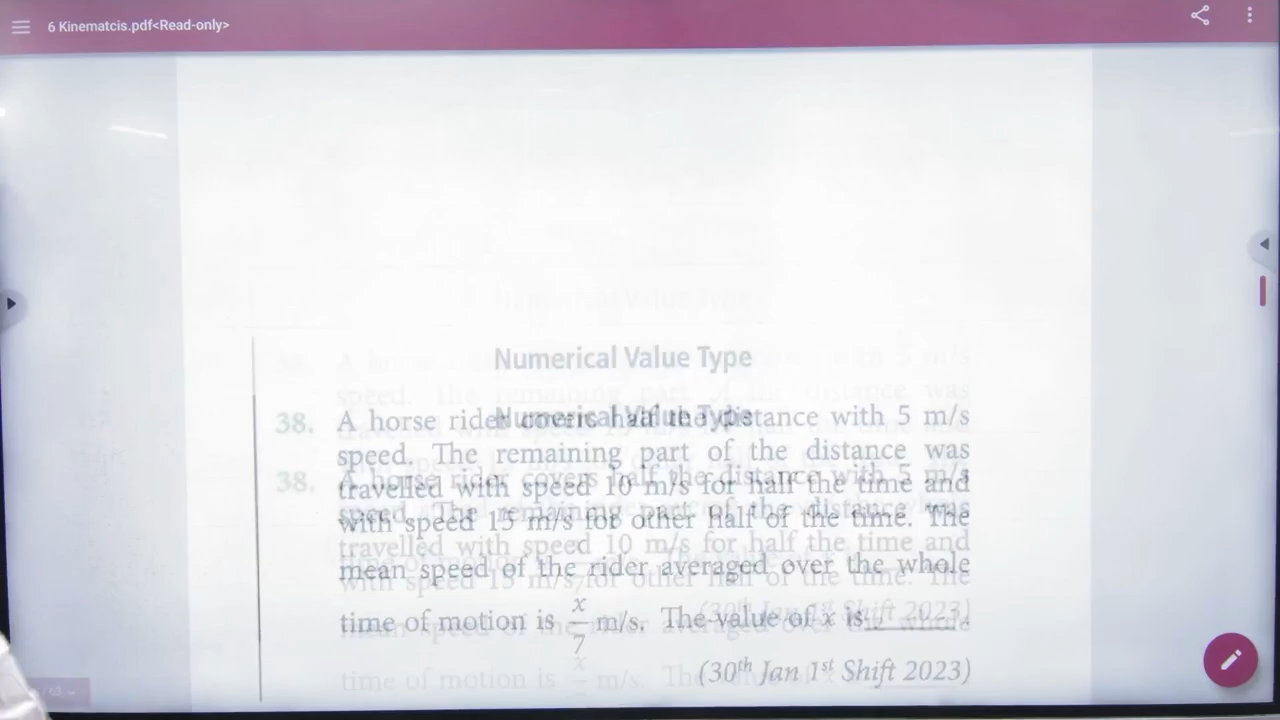 6 Kinematcis.pdf<Read-only>
Numerical Value Type
38. A horse rider covers half the distance with 5 m/s
speed. The remaining part of the distance was
travelled with speed 10 m/s for half the time and
with speed 15 m/s for other half of the time. The
mean speed of the rider averaged over the whole
time of motion is x/7 m/s. The value of x is ______.
(30th Jan 1st Shift 2023)